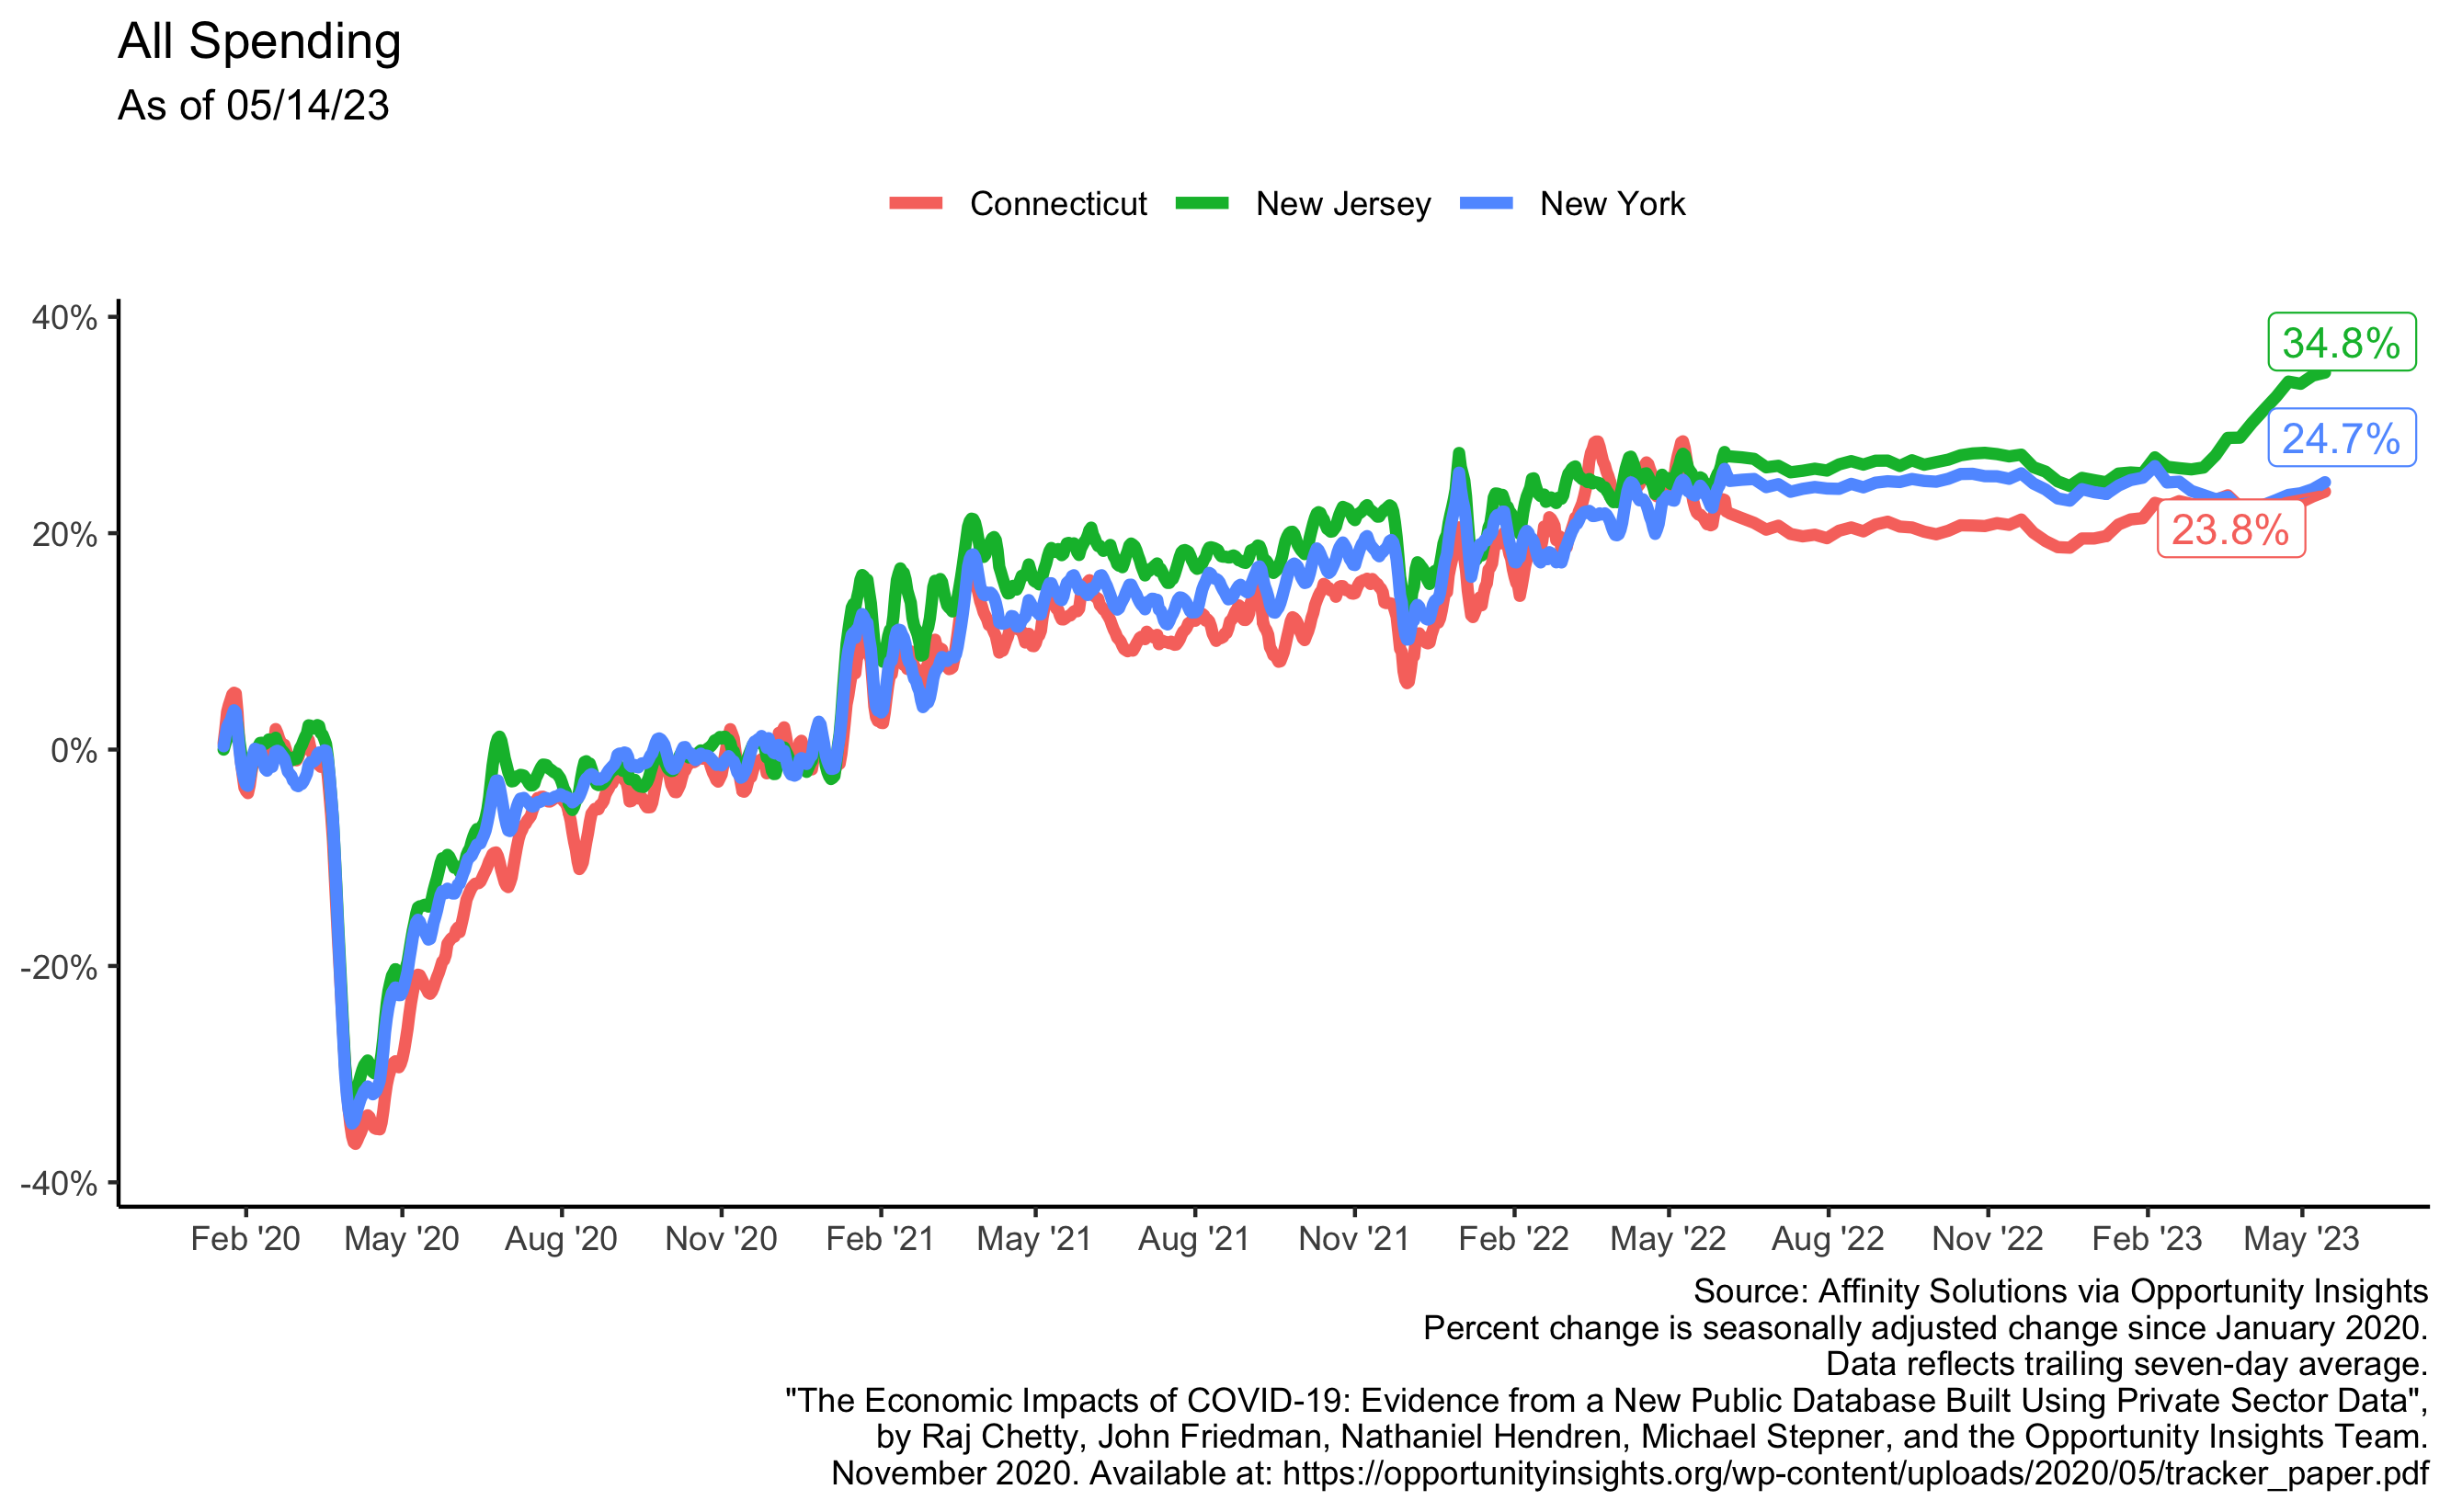 All Spending
As of 05/14/23
Connecticut New Jersey New York
40%
20%
0%
-20%
-40%
34.8%
24.7%
23.8%
Feb '20 May '20 Aug '20 Nov '20 Feb '21 May '21 Aug '21 Nov '21 Feb '22 May '22 Aug '22 Nov '22 Feb '23 May '23
Source: Affinity Solutions via Opportunity Insights
Percent change is seasonally adjusted change since January 2020.
Data reflects trailing seven-day average.
"The Economic Impacts of COVID-19: Evidence from a New Public Database Built Using Private Sector Data",
by Raj Chetty, John Friedman, Nathaniel Hendren, Michael Stepner, and the Opportunity Insights Team.
November 2020. Available at: https://opportunityinsights.org/wp-content/uploads/2020/05/tracker_paper.pdf